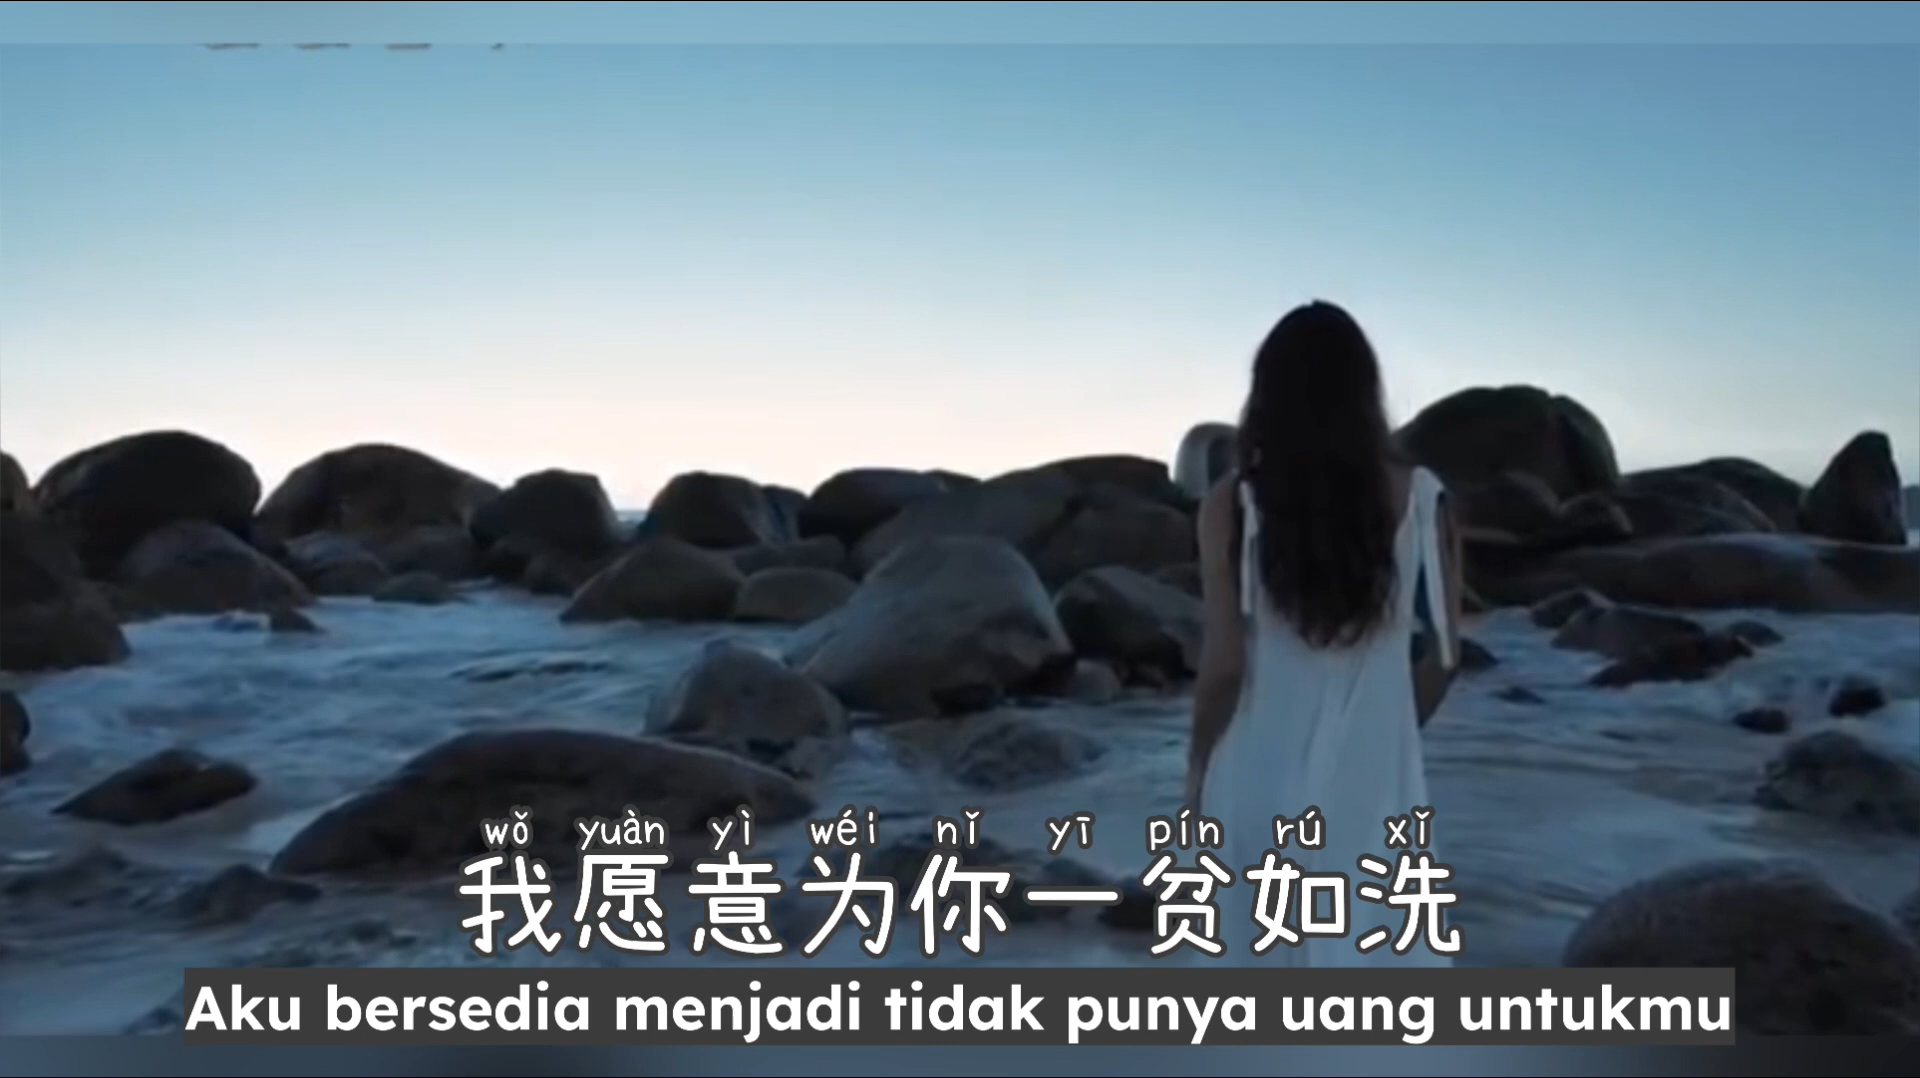 wǒ yuàn yì wéi nǐ yī pín rú xǐ
我愿意为你一贫如洗
Aku bersedia menjadi tidak punya uang untukmu